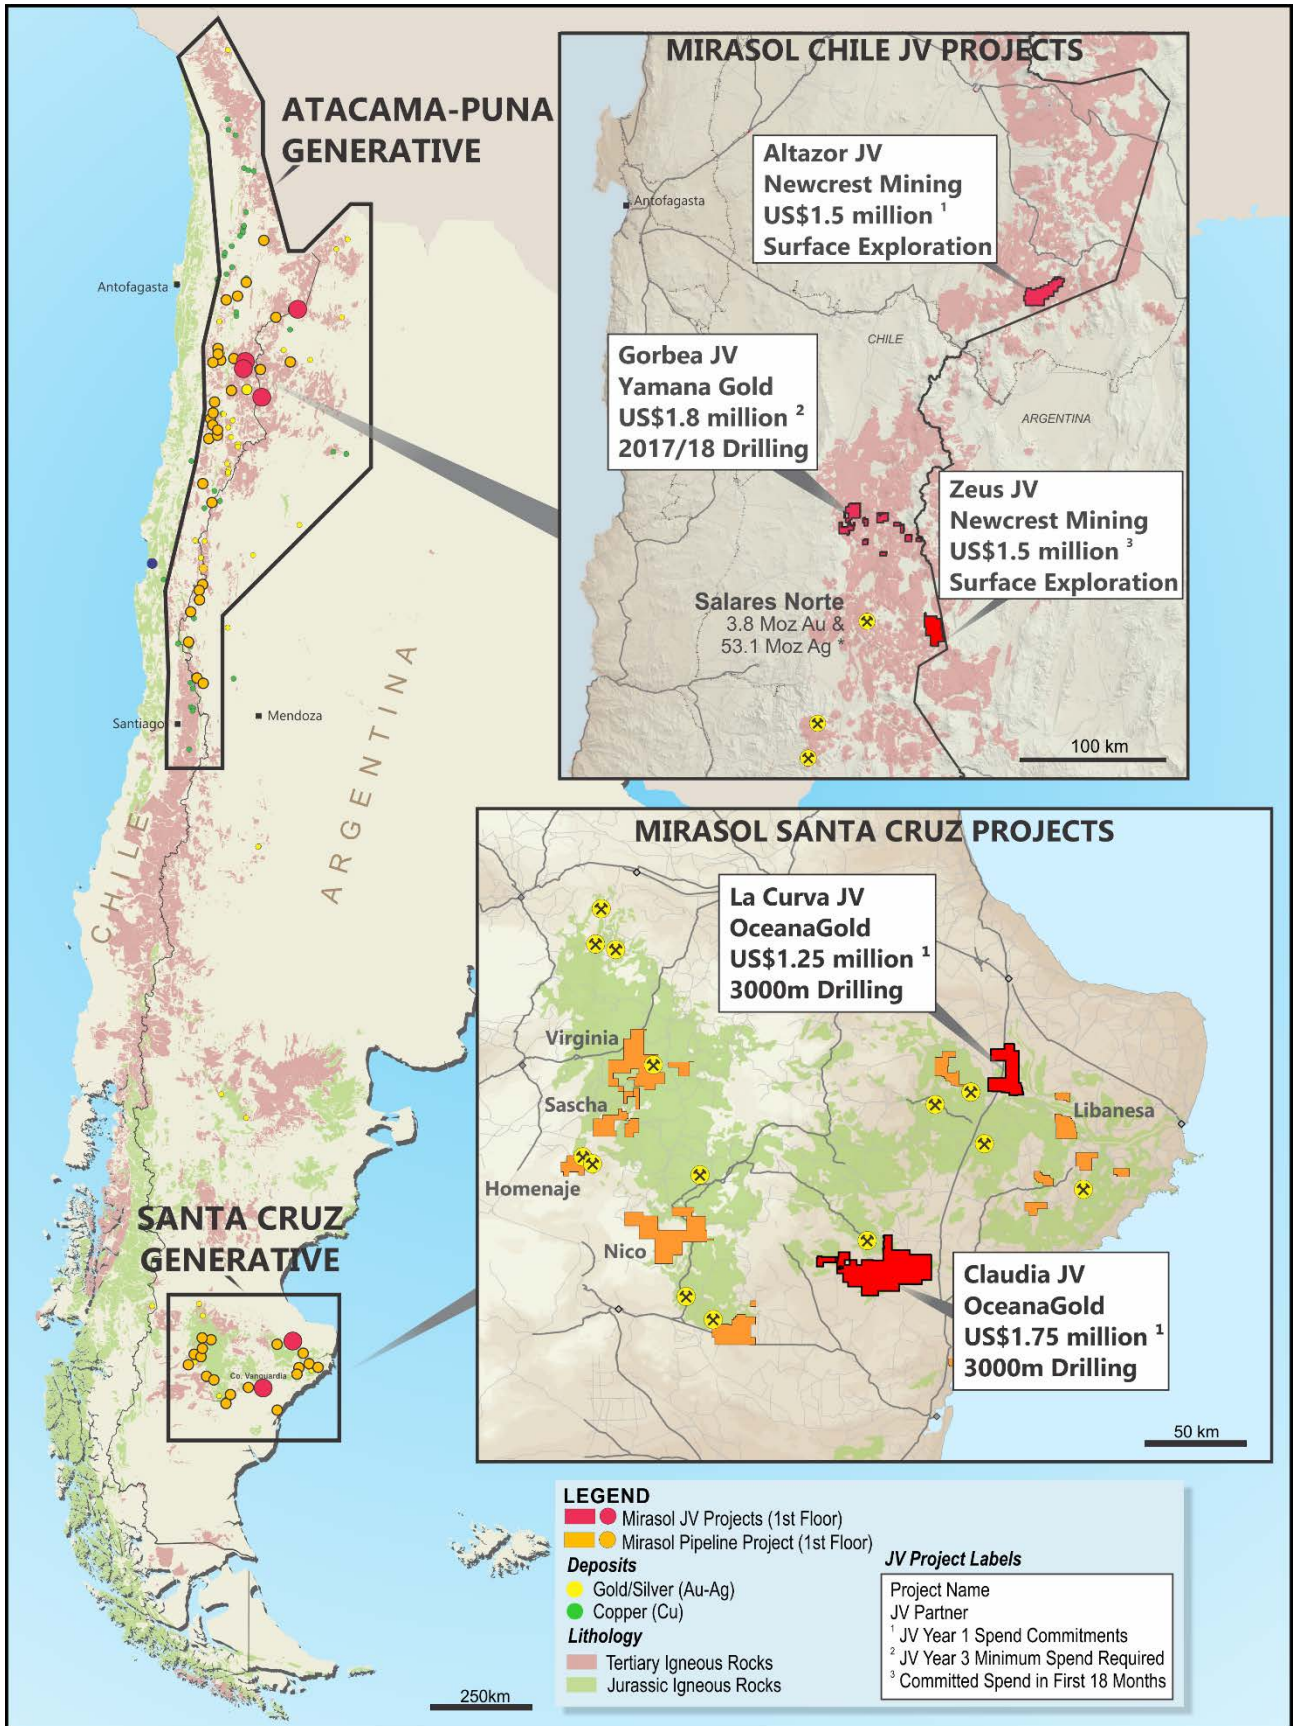 ATACAMA-PUNA
GENERATIVE
Antofagasta
Santiago
Mendoza
CHILE
ARGENTINA
SANTA CRUZ
GENERATIVE
Co. Vanguardia
250km
MIRASOL CHILE JV PROJECTS
Antofagasta
Altazor JV
Newcrest Mining
US$1.5 million ¹
Surface Exploration
CHILE
ARGENTINA
Gorbea JV
Yamana Gold
US$1.8 million ²
2017/18 Drilling
Zeus JV
Newcrest Mining
US$1.5 million ³
Surface Exploration
Salares Norte
3.8 Moz Au &
53.1 Moz Ag *
100 km
MIRASOL SANTA CRUZ PROJECTS
La Curva JV
OceanaGold
US$1.25 million ¹
3000m Drilling
Virginia
Sascha
Homenaje
Nico
Libanesa
Claudia JV
OceanaGold
US$1.75 million ¹
3000m Drilling
50 km
LEGEND
Mirasol JV Projects (1st Floor)
Mirasol Pipeline Project (1st Floor)
Deposits
Gold/Silver (Au-Ag)
Copper (Cu)
Lithology
Tertiary Igneous Rocks
Jurassic Igneous Rocks
JV Project Labels
Project Name
JV Partner
¹ JV Year 1 Spend Commitments
² JV Year 3 Minimum Spend Required
³ Committed Spend in First 18 Months